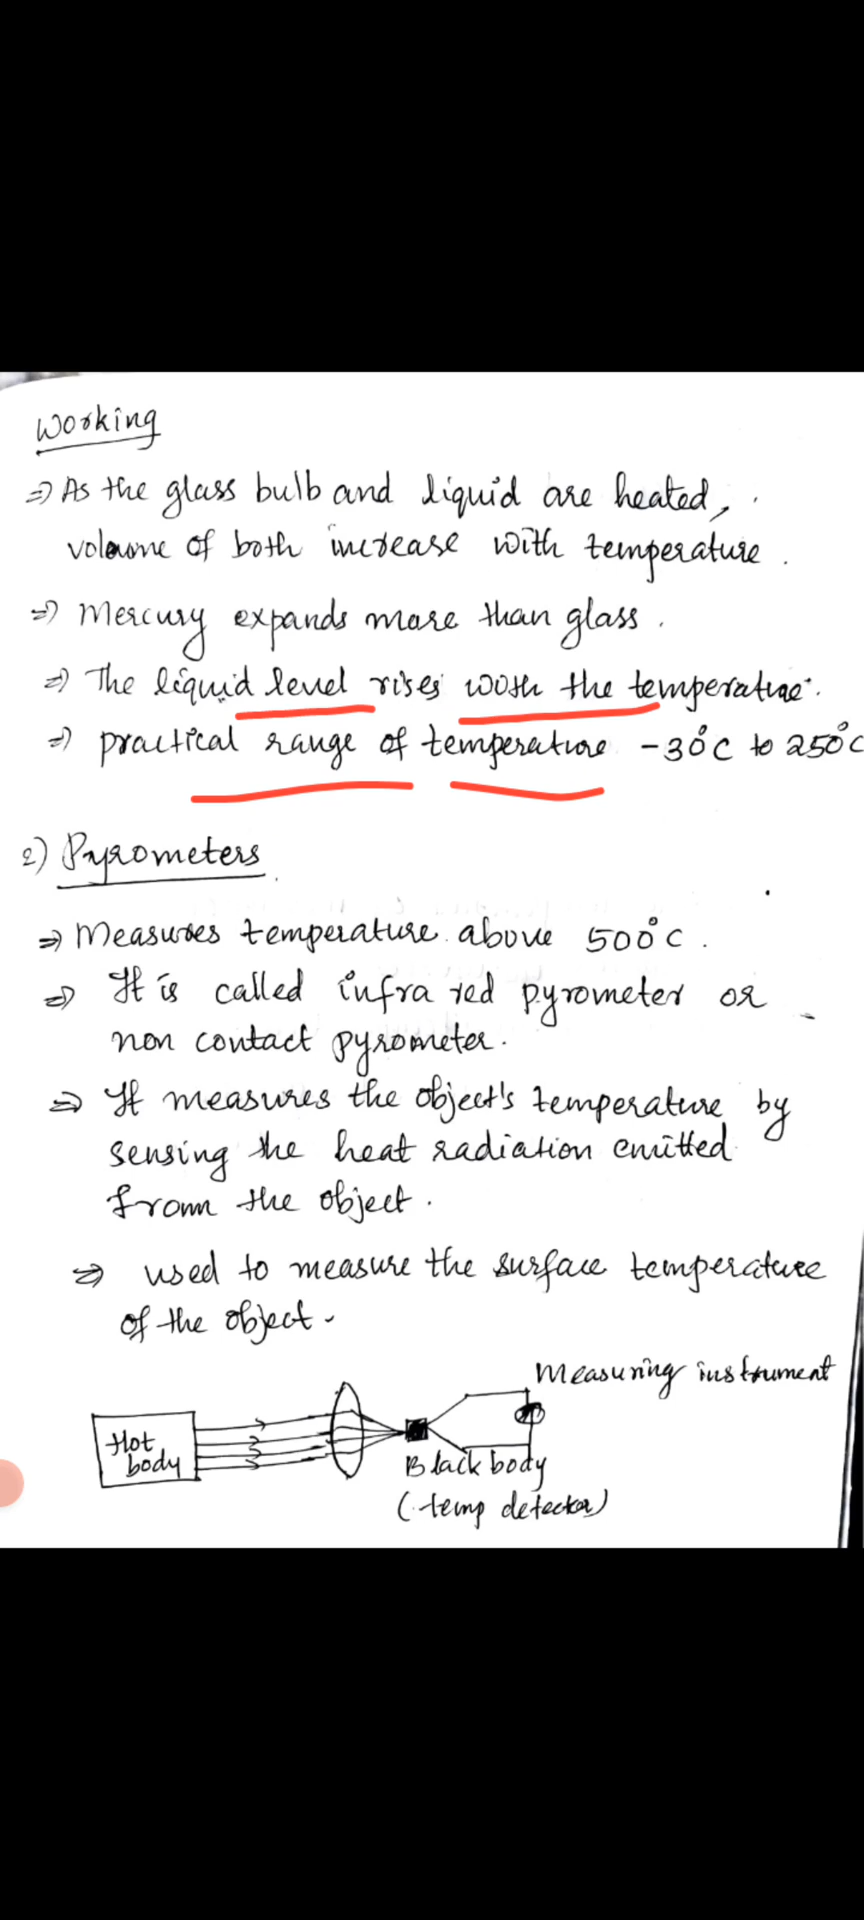 Working
⇒ As the glass bulb and liquid are heated,
volume of both increase with temperature.
⇒ Mercury expands more than glass.
⇒ The liquid level rises with the temperature.
⇒ practical range of temperature -30°C to 250°C
2) Pyrometers
⇒ Measures temperature above 500°C.
⇒ It is called infra red pyrometer or
non contact pyrometer.
⇒ It measures the object's temperature by
sensing the heat radiation emitted
from the object.
⇒ used to measure the surface temperature
of the object.
Measuring instrument
Hot
body
Black body
(temp detector)